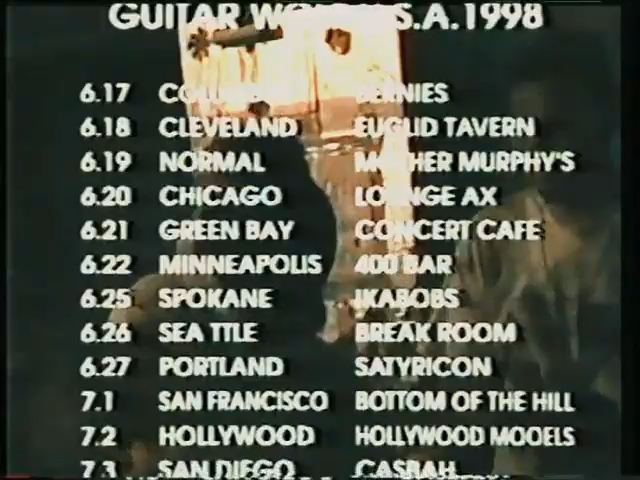 GUITAR S.A.1998
6.17 BERNIES
6.18 CLEVELAND EUCLID TAVERN
6.19 NORMAL MOTHER MURPHY'S
6.20 CHICAGO LOUNGE AX
6.21 GREEN BAY CONCERT CAFE
6.22 MINNEAPOLIS 400 BAR
6.25 SPOKANE IKABOBS
6.26 SEATTLE BREAK ROOM
6.27 PORTLAND SATYRICON
7.1 SAN FRANCISCO BOTTOM OF THE HILL
7.2 HOLLYWOOD HOLLYWOOD MODELS
7.3 SAN DIEGO CASBAH